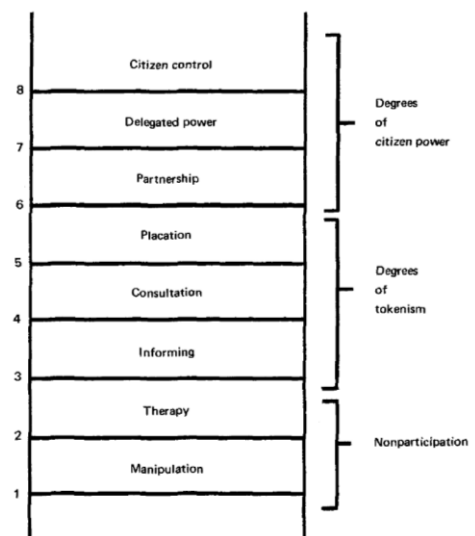 Citizen control
8
Delegated power
7
Partnership
6
Placation
5
Consultation
4
Informing
3
Therapy
2
Manipulation
1
Degrees
of
citizen power
Degrees
of
tokenism
Nonparticipation